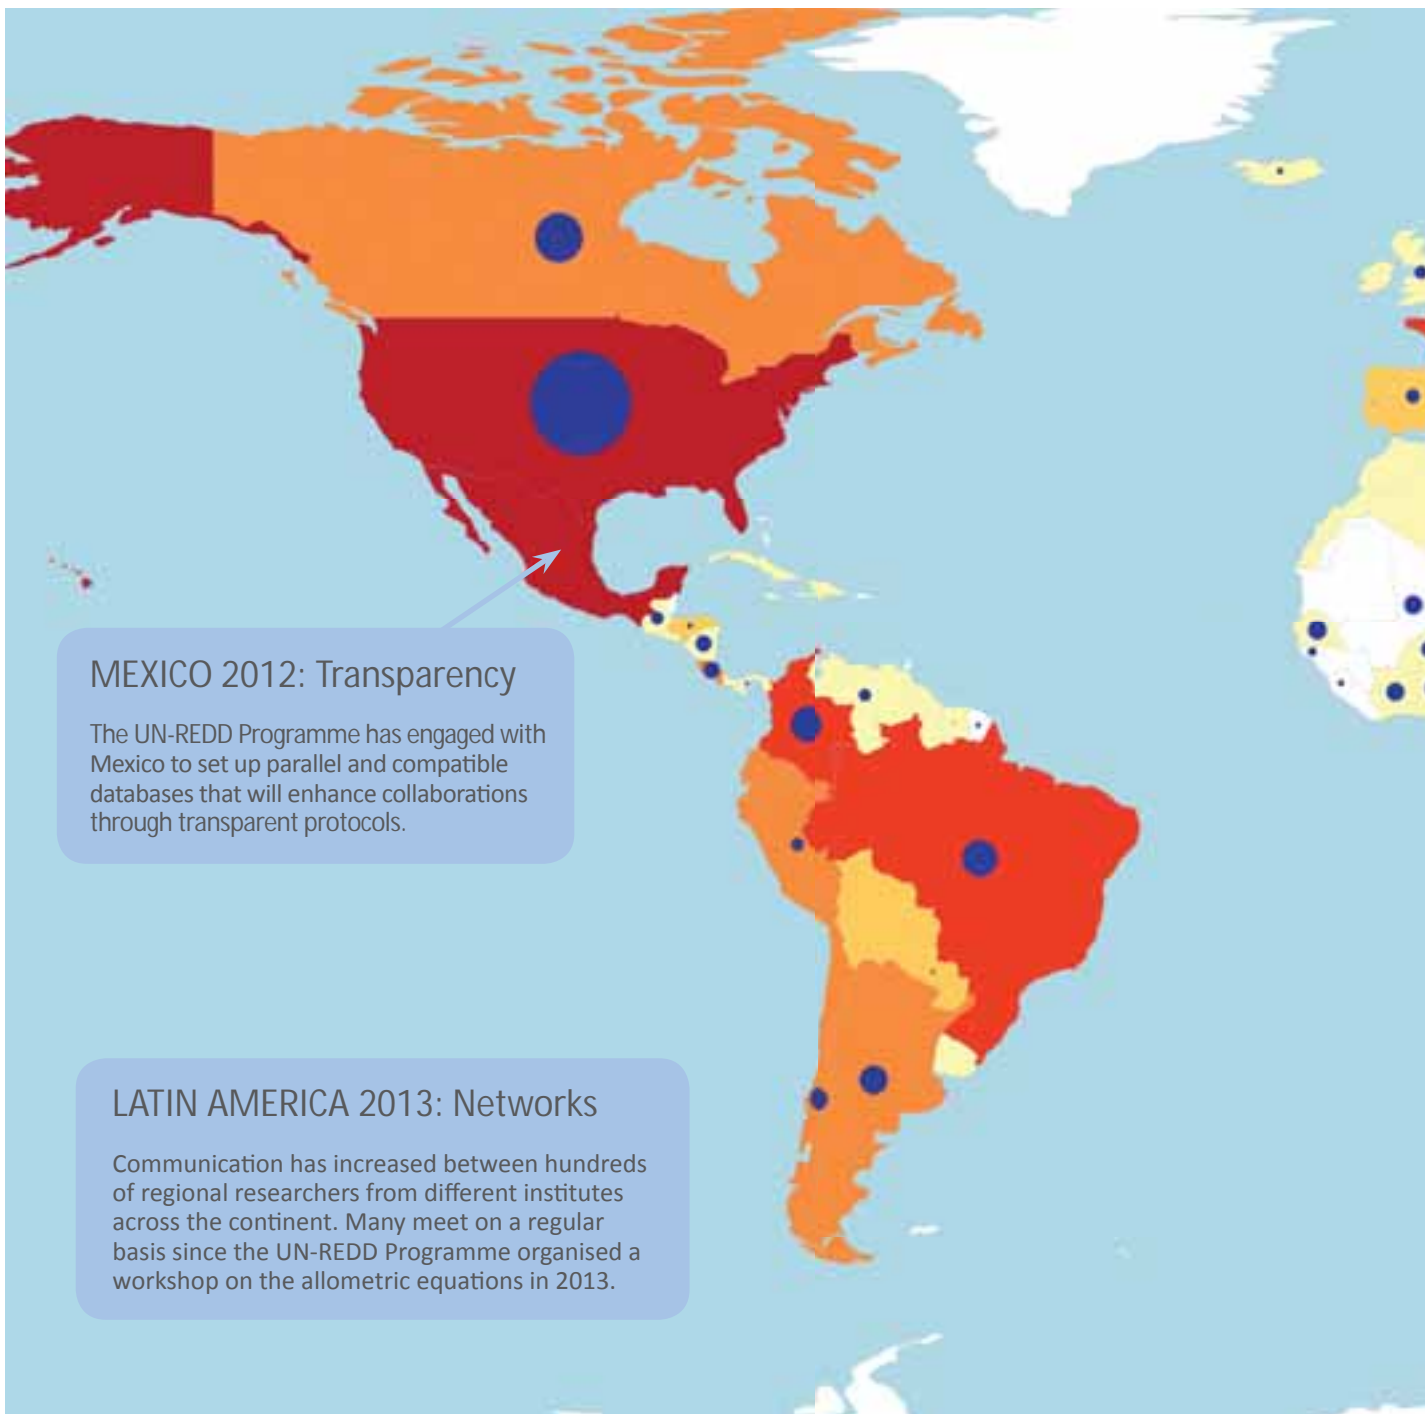 MEXICO 2012: Transparency
The UN-REDD Programme has engaged with
Mexico to set up parallel and compatible
databases that will enhance collaborations
through transparent protocols.
LATIN AMERICA 2013: Networks
Communication has increased between hundreds
of regional researchers from different institutes
across the continent. Many meet on a regular
basis since the UN-REDD Programme organised a
workshop on the allometric equations in 2013.